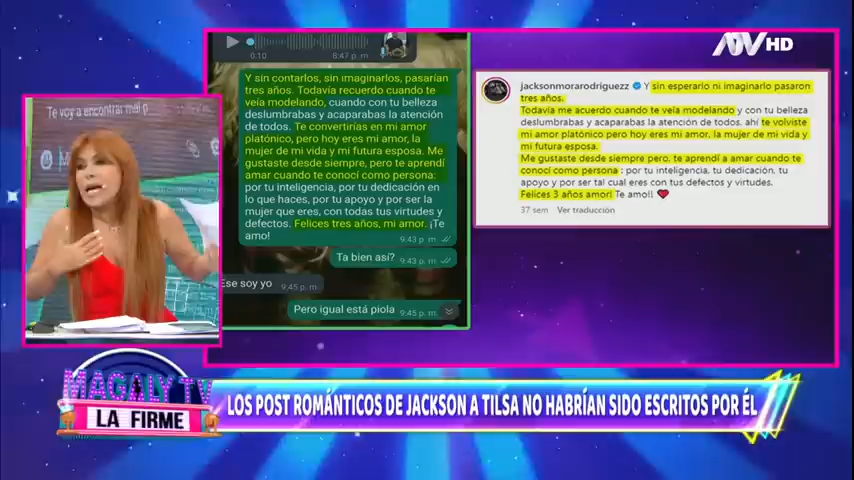 ATV HD
Te voy a encontrar mal p
0:10 8:47 p. m.
Y sin contarlos, sin imaginarlos, pasarían
tres años. Todavía recuerdo cuando te
veía modelando, cuando con tu belleza
deslumbrabas y acaparabas la atención
de todos. Te convertirías en mi amor
platónico, pero hoy eres mi amor, la
mujer de mi vida y mi futura esposa. Me
gustaste desde siempre, pero te aprendí
a amar cuando te conocí como persona:
por tu inteligencia, por tu dedicación en
lo que haces, por tu apoyo y por ser la
mujer que eres, con todas tus virtudes y
defectos. Felices tres años, mi amor. ¡Te
amo! 9:43 p. m.
Ta bien así? 9:43 p. m.
Ese soy yo 9:45 p. m.
Pero igual está piola 9:45 p. m.
jacksonmorarodriguezz Y sin esperarlo ni imaginarlo pasaron
tres años.
Todavía me acuerdo cuando te veía modelando y con tu belleza
deslumbrabas y acaparabas la atención de todos. ahí te volviste
mi amor platónico pero hoy eres mi amor, la mujer de mi vida y
mi futura esposa.
Me gustaste desde siempre pero, te aprendí a amar cuando te
conocí como persona : por tu inteligencia, tu dedicación, tu
apoyo y por ser tal cual eres con tus defectos y virtudes.
Felices 3 años amor! Te amo!! ❤️
37 sem Ver traducción
MAGALY TV
LA FIRME
LOS POST ROMÁNTICOS DE JACKSON A TILSA NO HABRÍAN SIDO ESCRITOS POR ÉL